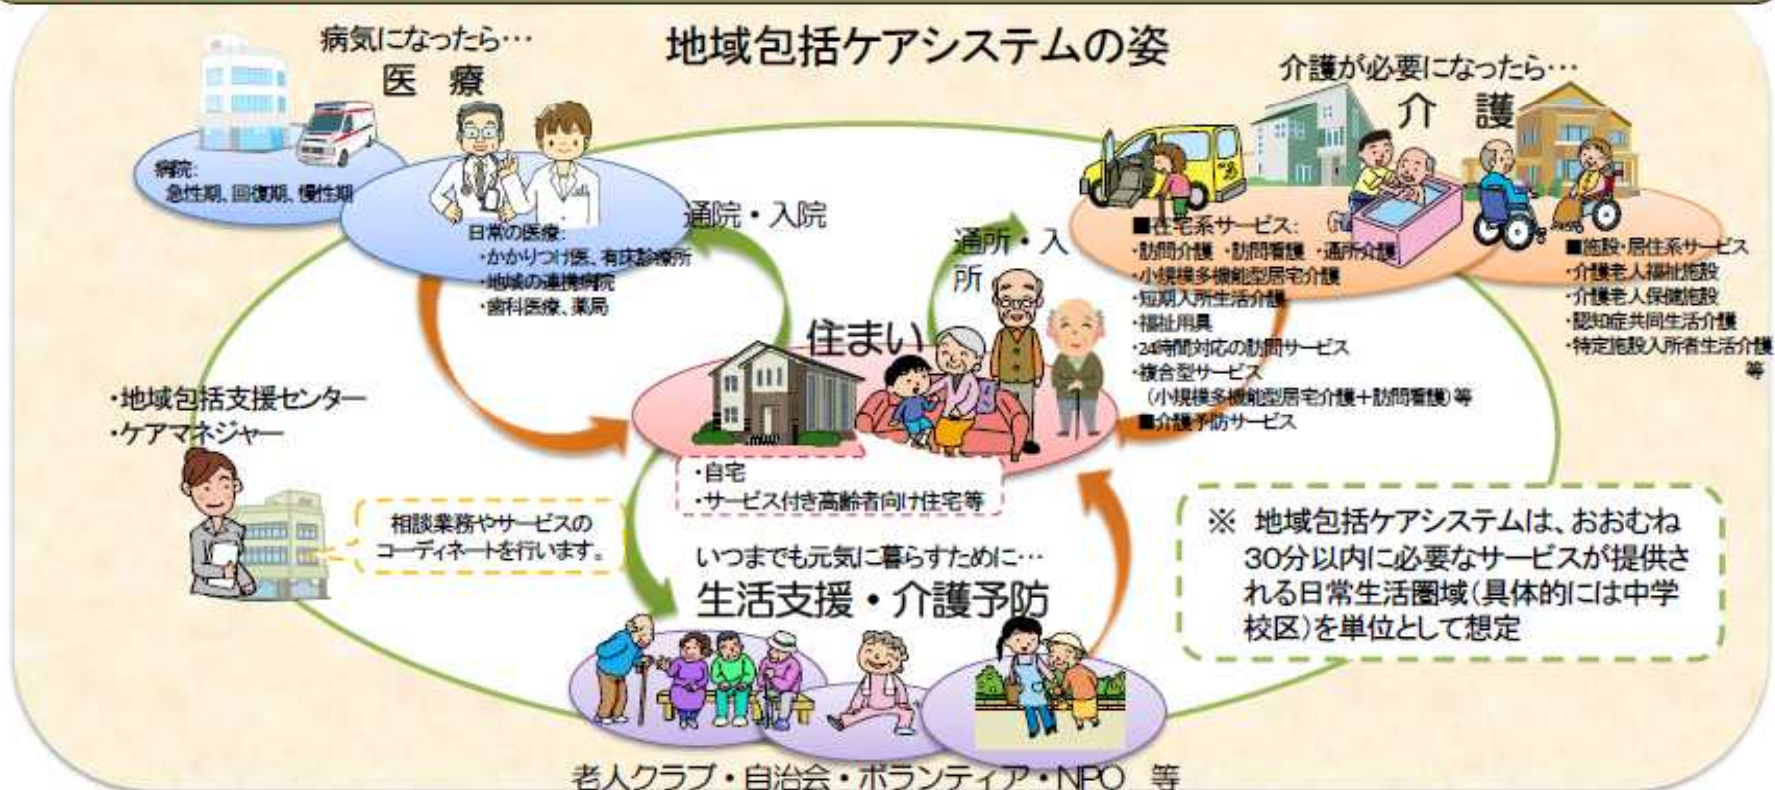 地域包括ケアシステムの姿
病気になったら…
医 療
病院:
急性期、回復期、慢性期
日常の医療:
・かかりつけ医、有床診療所
・地域の連携病院
・歯科医療、薬局
通院・入院
介護が必要になったら…
介 護
通所・入
所
■在宅系サービス:
・訪問介護 ・訪問看護 ・通所介護
・小規模多機能型居宅介護
・短期入所生活介護
・福祉用具
・24時間対応の訪問サービス
・複合型サービス
(小規模多機能型居宅介護+訪問看護)等
■介護予防サービス
■施設・居住系サービス
・介護老人福祉施設
・介護老人保健施設
・認知症共同生活介護
・特定施設入所者生活介護
等
住まい
・自宅
・サービス付き高齢者向け住宅等
・地域包括支援センター
・ケアマネジャー
相談業務やサービスの
コーディネートを行います。
いつまでも元気に暮らすために…
生活支援・介護予防
老人クラブ・自治会・ボランティア・NPO 等
※ 地域包括ケアシステムは、おおむね
30分以内に必要なサービスが提供さ
れる日常生活圏域(具体的には中学
校区)を単位として想定